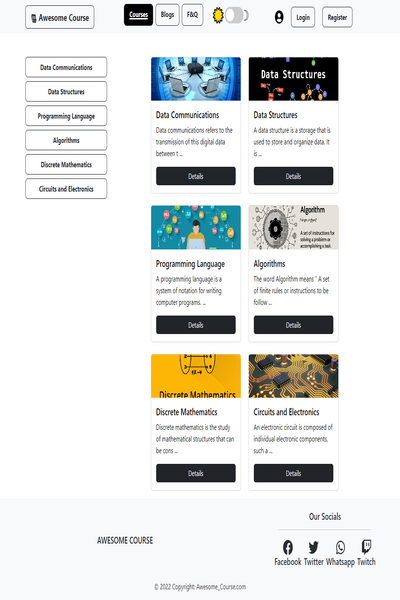 Awesome Course
Courses
Blogs
F&Q
Login
Register
Data Communications
Data Structures
Programming Language
Algorithms
Discrete Mathematics
Circuits and Electronics
Data Communications
Data communications refers to the
transmission of this digital data
between t ...
Details
Data Structures
Data Structures
A data structure is a storage that is
used to store and organize data. It
is ...
Details
Programming Language
A programming language is a
system of notation for writing
computer programs. ...
Details
Algorithm
A set of instructions for
solving a problem or
accomplishing a task
Algorithms
The word Algorithm means " A set
of finite rules or instructions to be
follow ...
Details
Discrete Mathematics
Discrete Mathematics
Discrete mathematics is the study
of mathematical structures that can
be cons ...
Details
Circuits and Electronics
An electronic circuit is composed of
individual electronic components,
such a ...
Details
AWESOME COURSE
Our Socials
Facebook Twitter Whatsapp Twitch
© 2022 Copyright: Awesome_Course.com